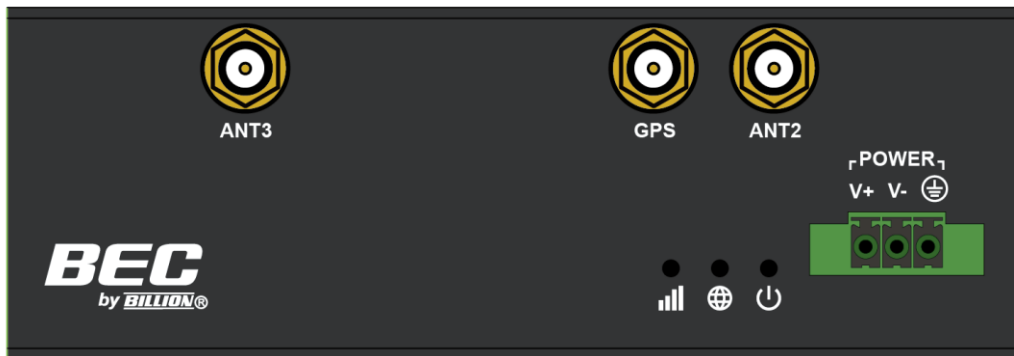 ANT3
GPS
ANT2
POWER
V+ V-
BEC
by BILLION®